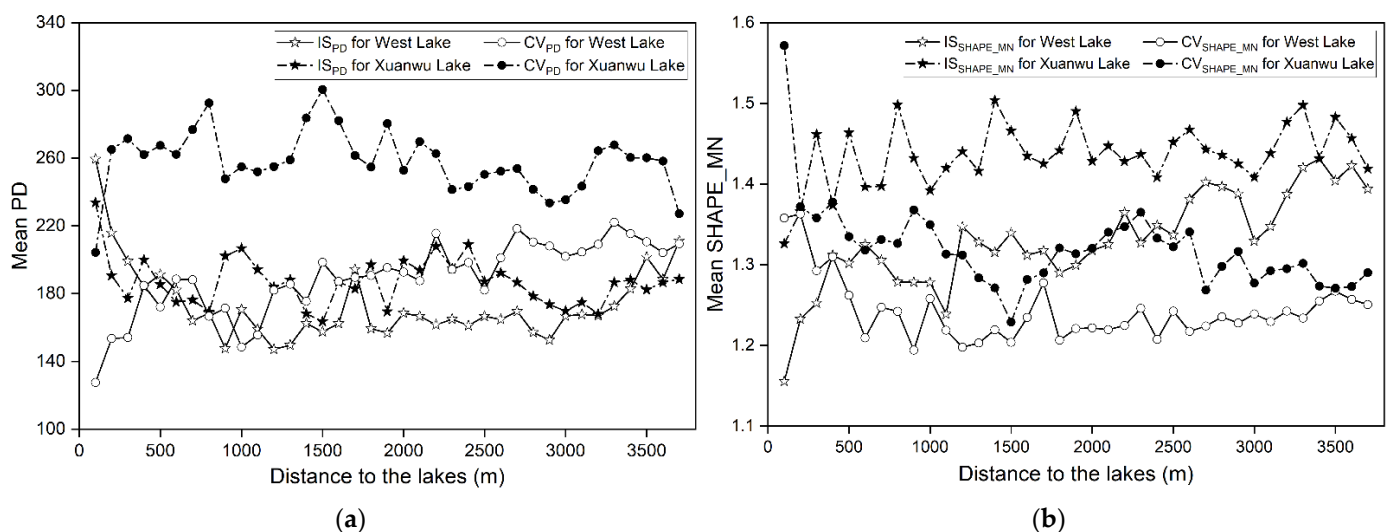 340
300
260
220
180
140
100
Mean PD
IS_PD for West Lake
CV_PD for West Lake
IS_PD for Xuanwu Lake
CV_PD for Xuanwu Lake
0 500 1000 1500 2000 2500 3000 3500
Distance to the lakes (m)
(a)
1.6
1.5
1.4
1.3
1.2
1.1
Mean SHAPE_MN
IS_SHAPE_MN for West Lake
CV_SHAPE_MN for West Lake
IS_SHAPE_MN for Xuanwu Lake
CV_SHAPE_MN for Xuanwu Lake
0 500 1000 1500 2000 2500 3000 3500
Distance to the lakes (m)
(b)